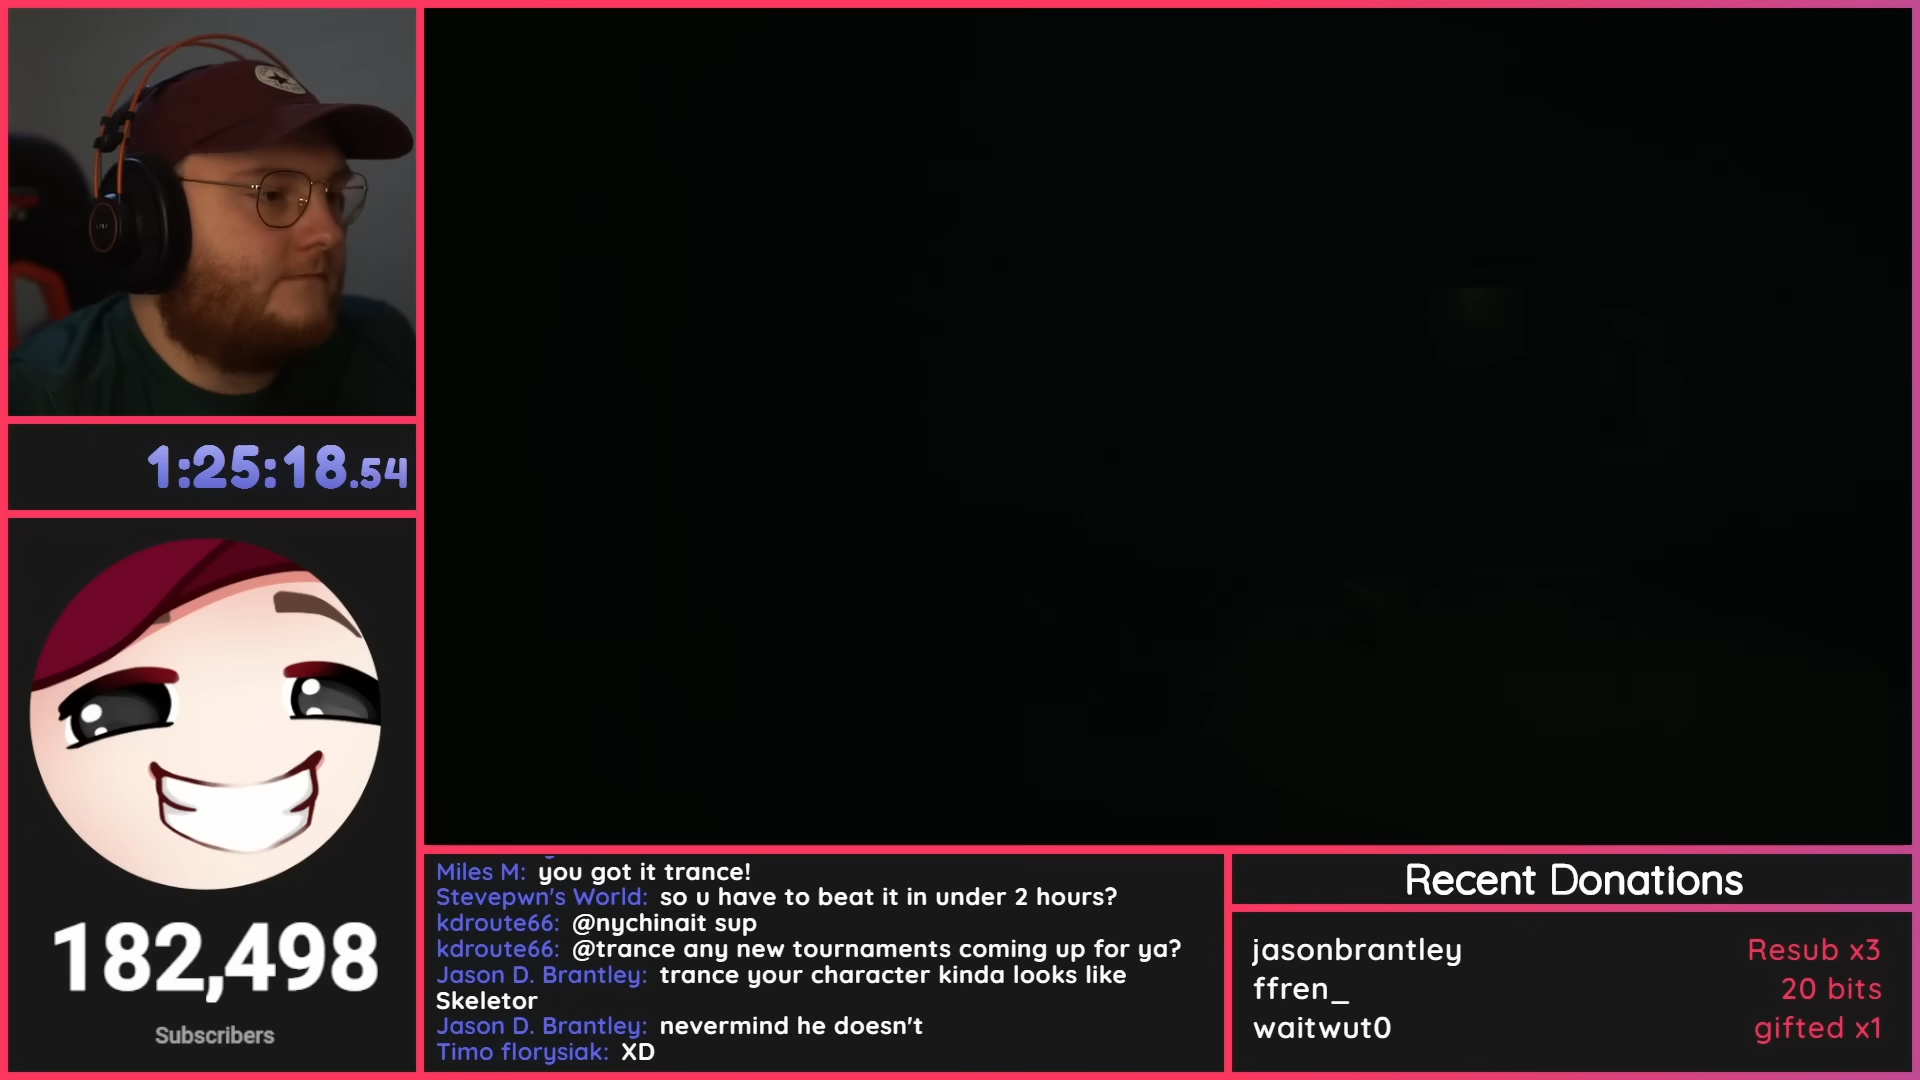 1:25:18.54
182,498
Subscribers
Miles M: you got it trance!
Stevepwn's World: so u have to beat it in under 2 hours?
kdroute66: @nychinait sup
kdroute66: @trance any new tournaments coming up for ya?
Jason D. Brantley: trance your character kinda looks like
Skeletor
Jason D. Brantley: nevermind he doesn't
Timo florysiak: XD
Recent Donations
jasonbrantley Resub x3
ffren_ 20 bits
waitwut0 gifted x1